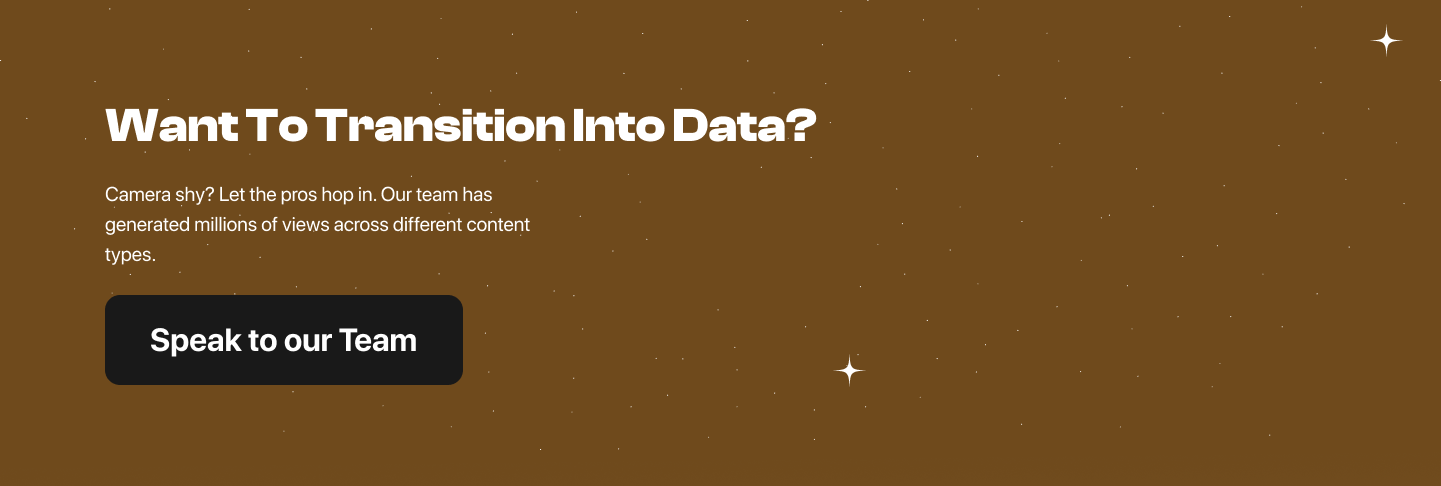 Want To Transition Into Data?
Camera shy? Let the pros hop in. Our team has
generated millions of views across different content
types.
Speak to our Team